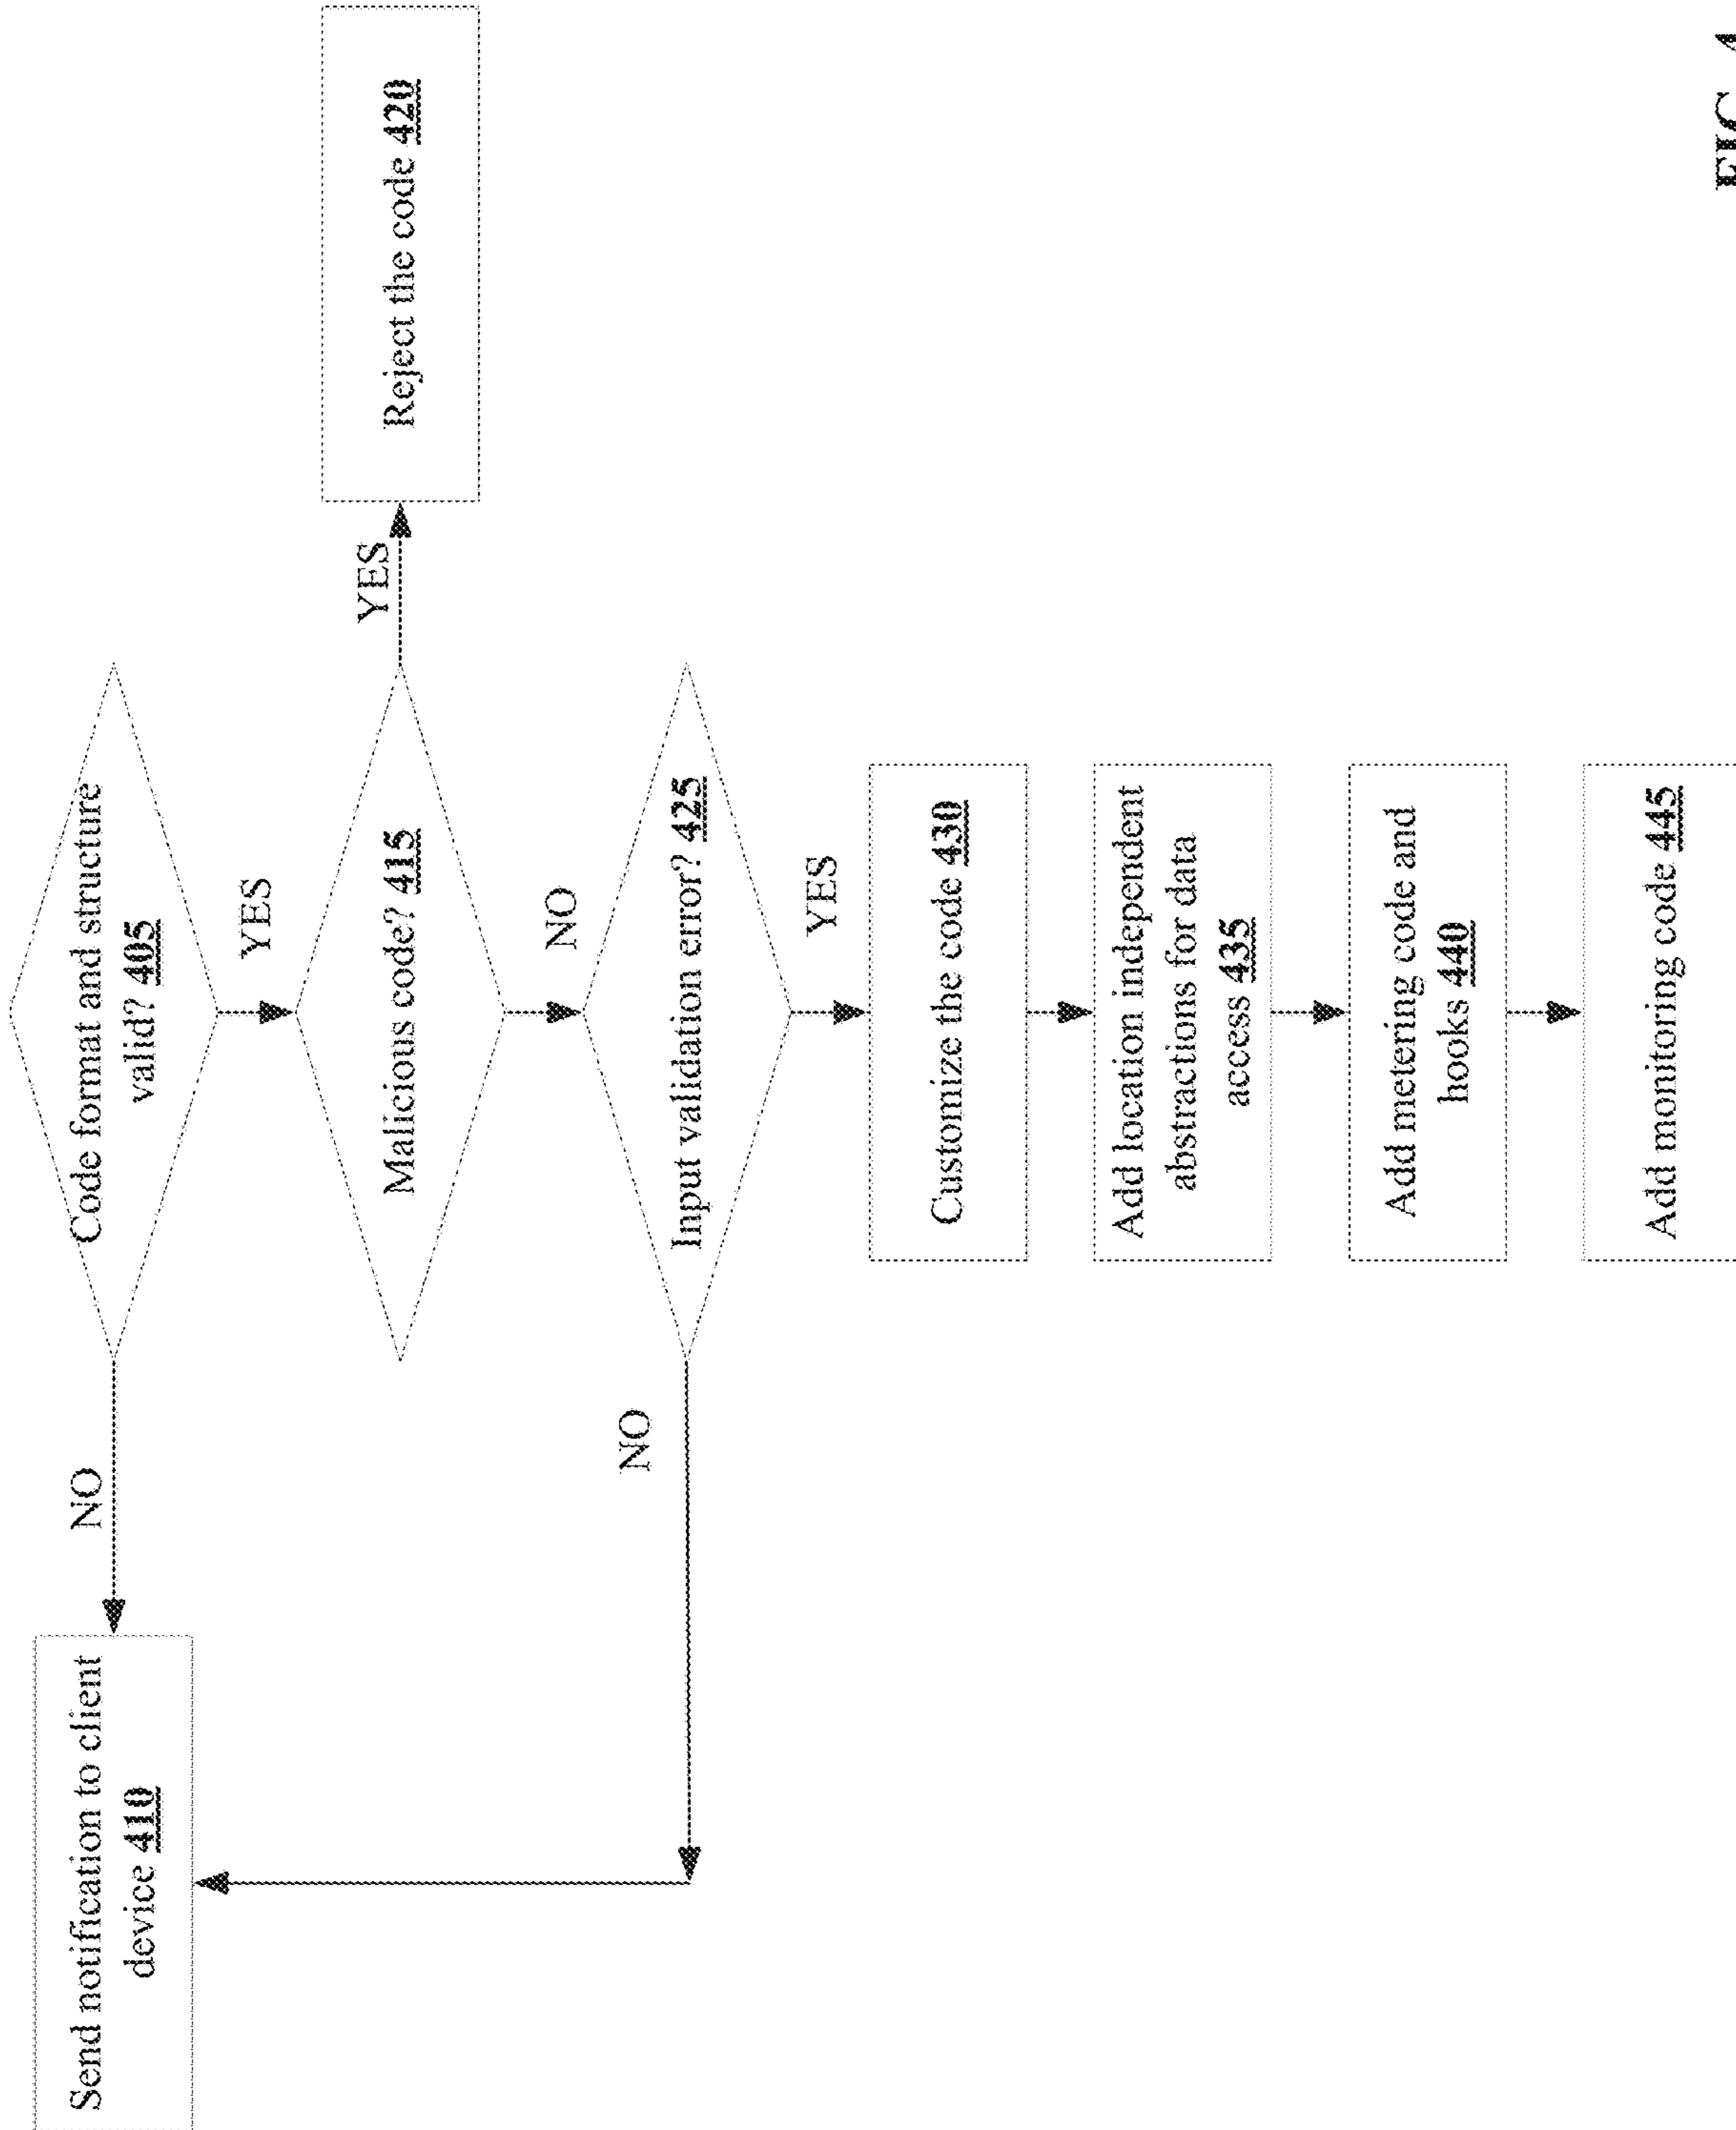 Code format and structure
valid? 405
NO
Send notification to client
device 410
YES
Malicious code? 415
YES
Reject the code 420
NO
Input validation error? 425
NO
YES
Customize the code 430
Add location independent
abstractions for data
access 435
Add metering code and
hooks 440
Add monitoring code 445